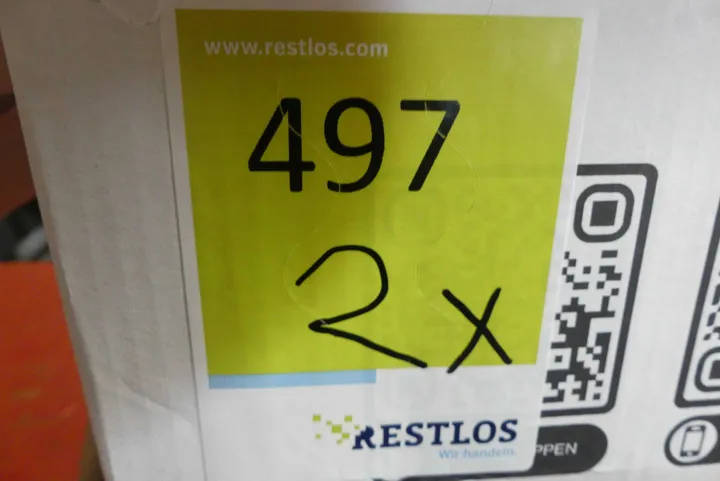 www.restlos.com
497
2x
RESTLOS
Wir handeln.
PPEN